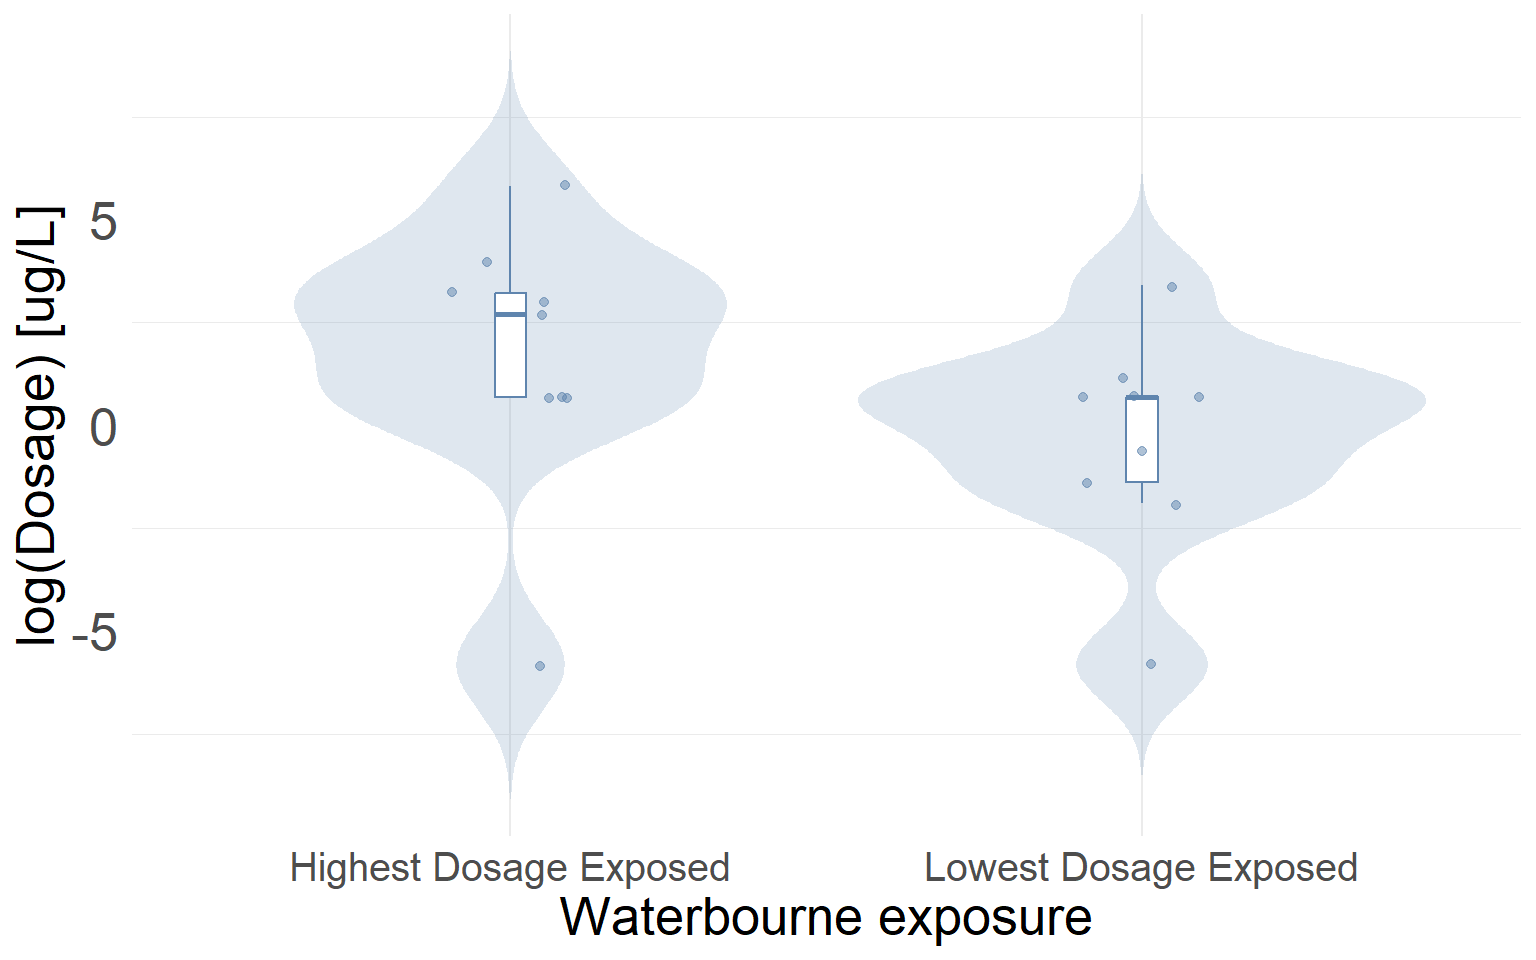 log(Dosage) [ug/L]
5
0
-5
Highest Dosage Exposed
Lowest Dosage Exposed
Waterbourne exposure